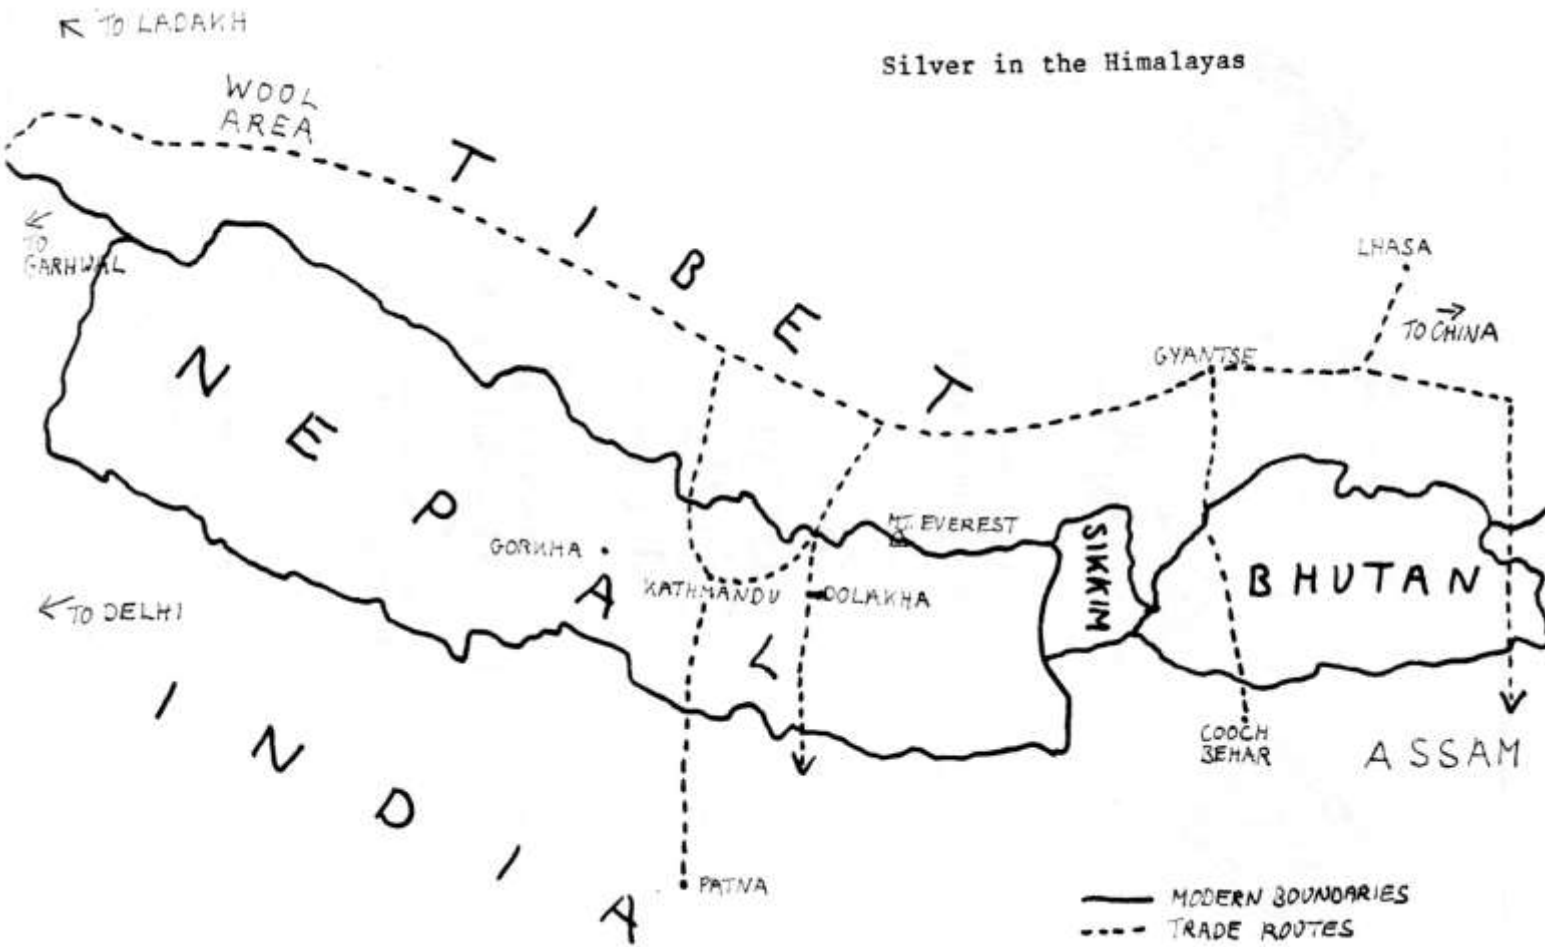 TO LADAKH
Silver in the Himalayas
WOOL
AREA
TIBET
TO
GARHWAL
LHASA
TO CHINA
GYANTSE
NEPAL
MT. EVEREST
GORKHA
SIKKIM
BHUTAN
KATHMANDU
DOLAKHA
TO DELHI
INDIA
COOCH
BEHAR
ASSAM
PATNA
MODERN BOUNDARIES
TRADE ROUTES